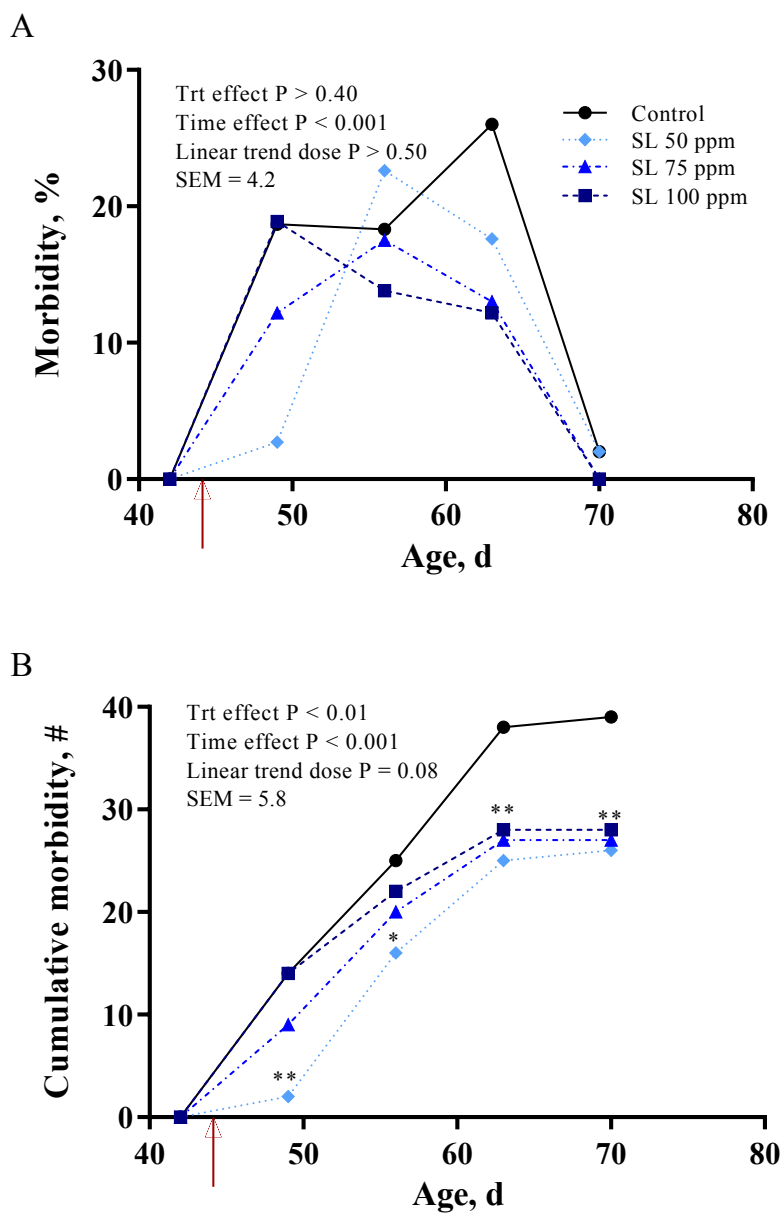 A
Trt effect P > 0.40
Time effect P < 0.001
Linear trend dose P > 0.50
SEM = 4.2
Control
SL 50 ppm
SL 75 ppm
SL 100 ppm
Morbidity, %
30
20
10
0
40 50 60 70 80
Age, d
B
Trt effect P < 0.01
Time effect P < 0.001
Linear trend dose P = 0.08
SEM = 5.8
Cumulative morbidity, #
40
30
20
10
0
** ** 
*
**
40 50 60 70 80
Age, d